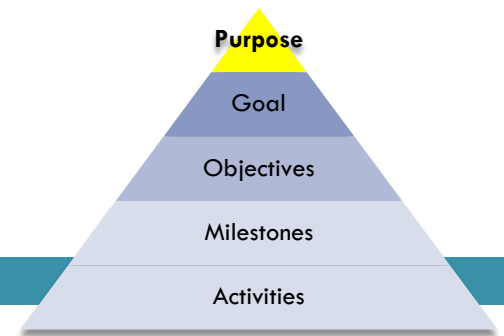 Purpose
Goal
Objectives
Milestones
Activities